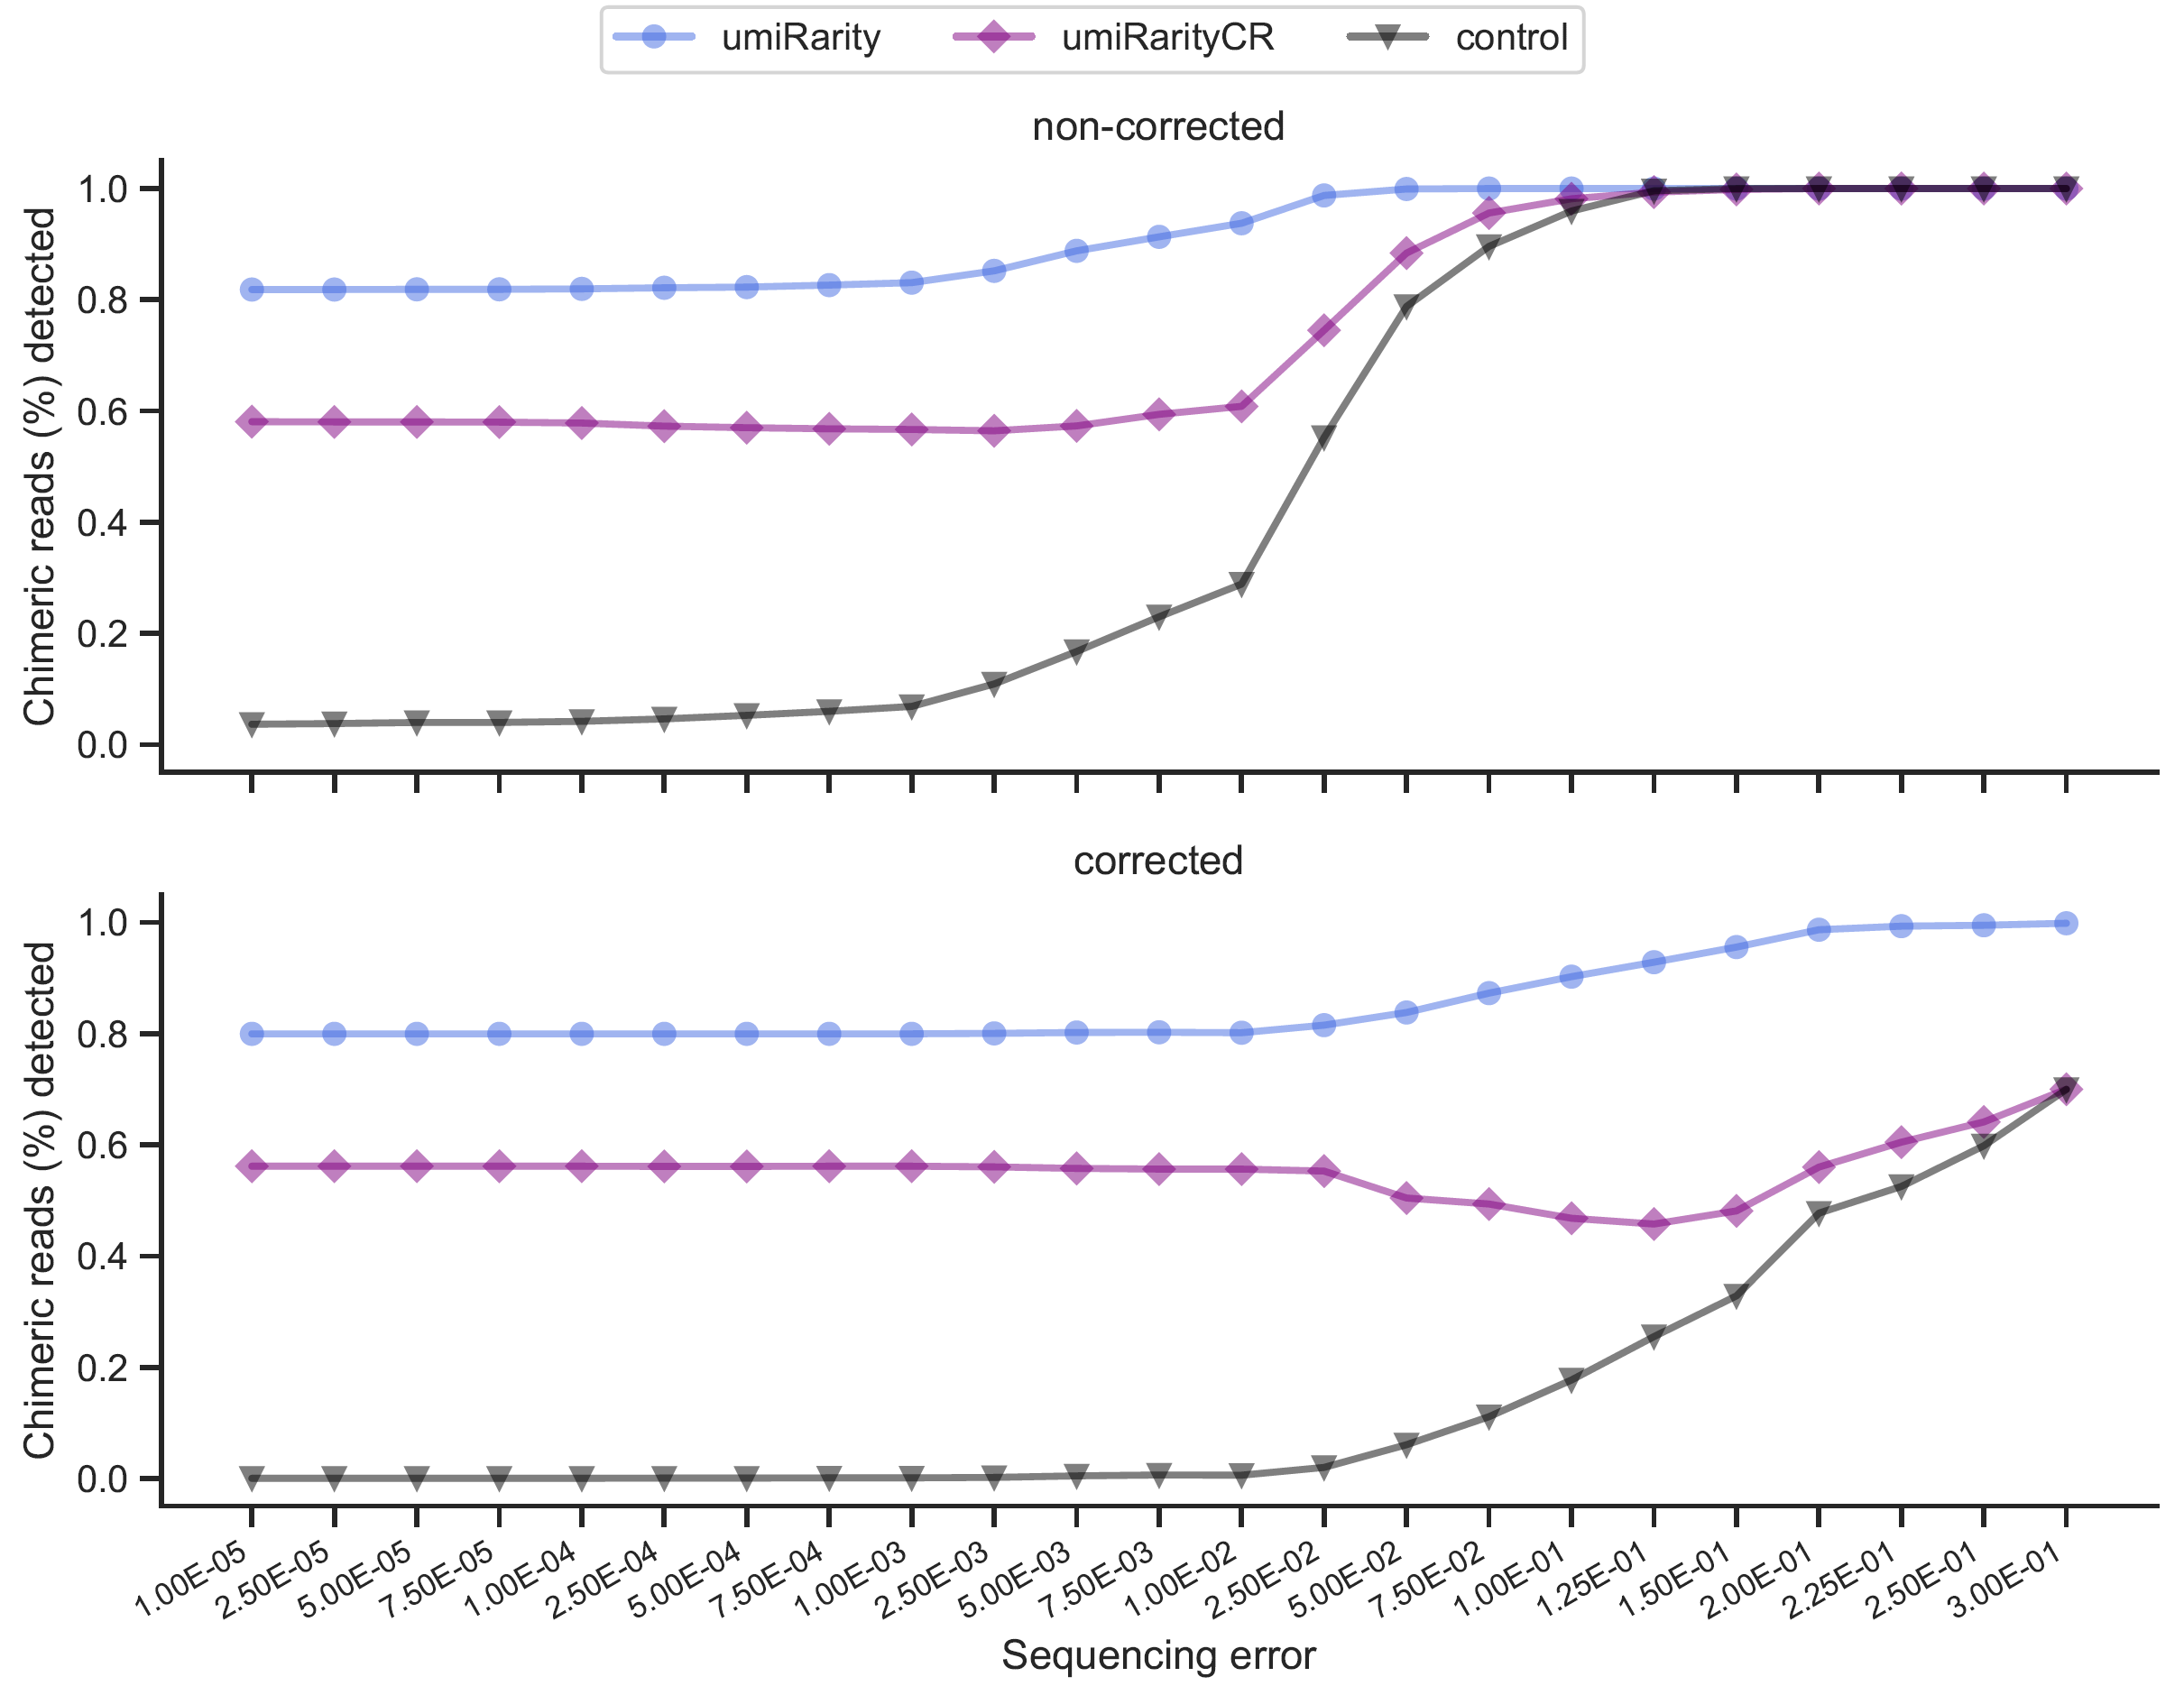 umiRarity umiRarityCR control
non-corrected
Chimeric reads (%) detected
1.0
0.8
0.6
0.4
0.2
0.0
corrected
Chimeric reads (%) detected
1.0
0.8
0.6
0.4
0.2
0.0
1.00E-05 2.50E-05 5.00E-05 7.50E-05 1.00E-04 2.50E-04 5.00E-04 7.50E-04 1.00E-03 2.50E-03 5.00E-03 7.50E-03 1.00E-02 2.50E-02 5.00E-02 7.50E-02 1.00E-01 1.25E-01 1.50E-01 2.00E-01 2.25E-01 2.50E-01 3.00E-01
Sequencing error